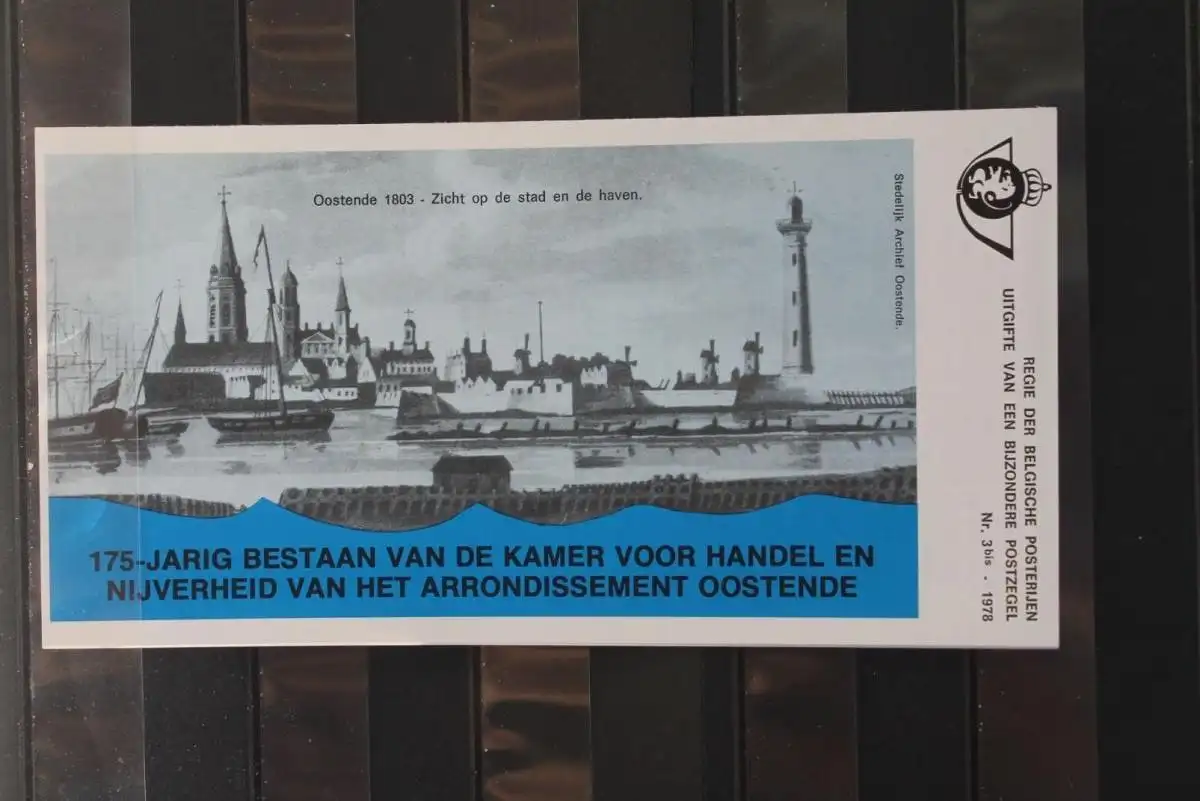 Oostende 1803 - Zicht op de stad en de haven.
Stedelijk Archief Oostende.
175-JARIG BESTAAN VAN DE KAMER VOOR HANDEL EN
NIJVERHEID VAN HET ARRONDISSEMENT OOSTENDE
REGIE DER BELGISCHE POSTERIJEN
UITGIFTE VAN EEN BIJZONDERE POSTZEGEL
Nr. 3bis - 1978